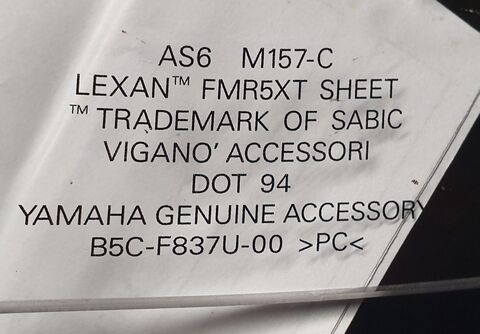 AS6 M157-C
LEXAN™ FMR5XT SHEET
™ TRADEMARK OF SABIC
VIGANO' ACCESSORI
DOT 94
YAMAHA GENUINE ACCESSORY
B5C-F837U-00 >PC<